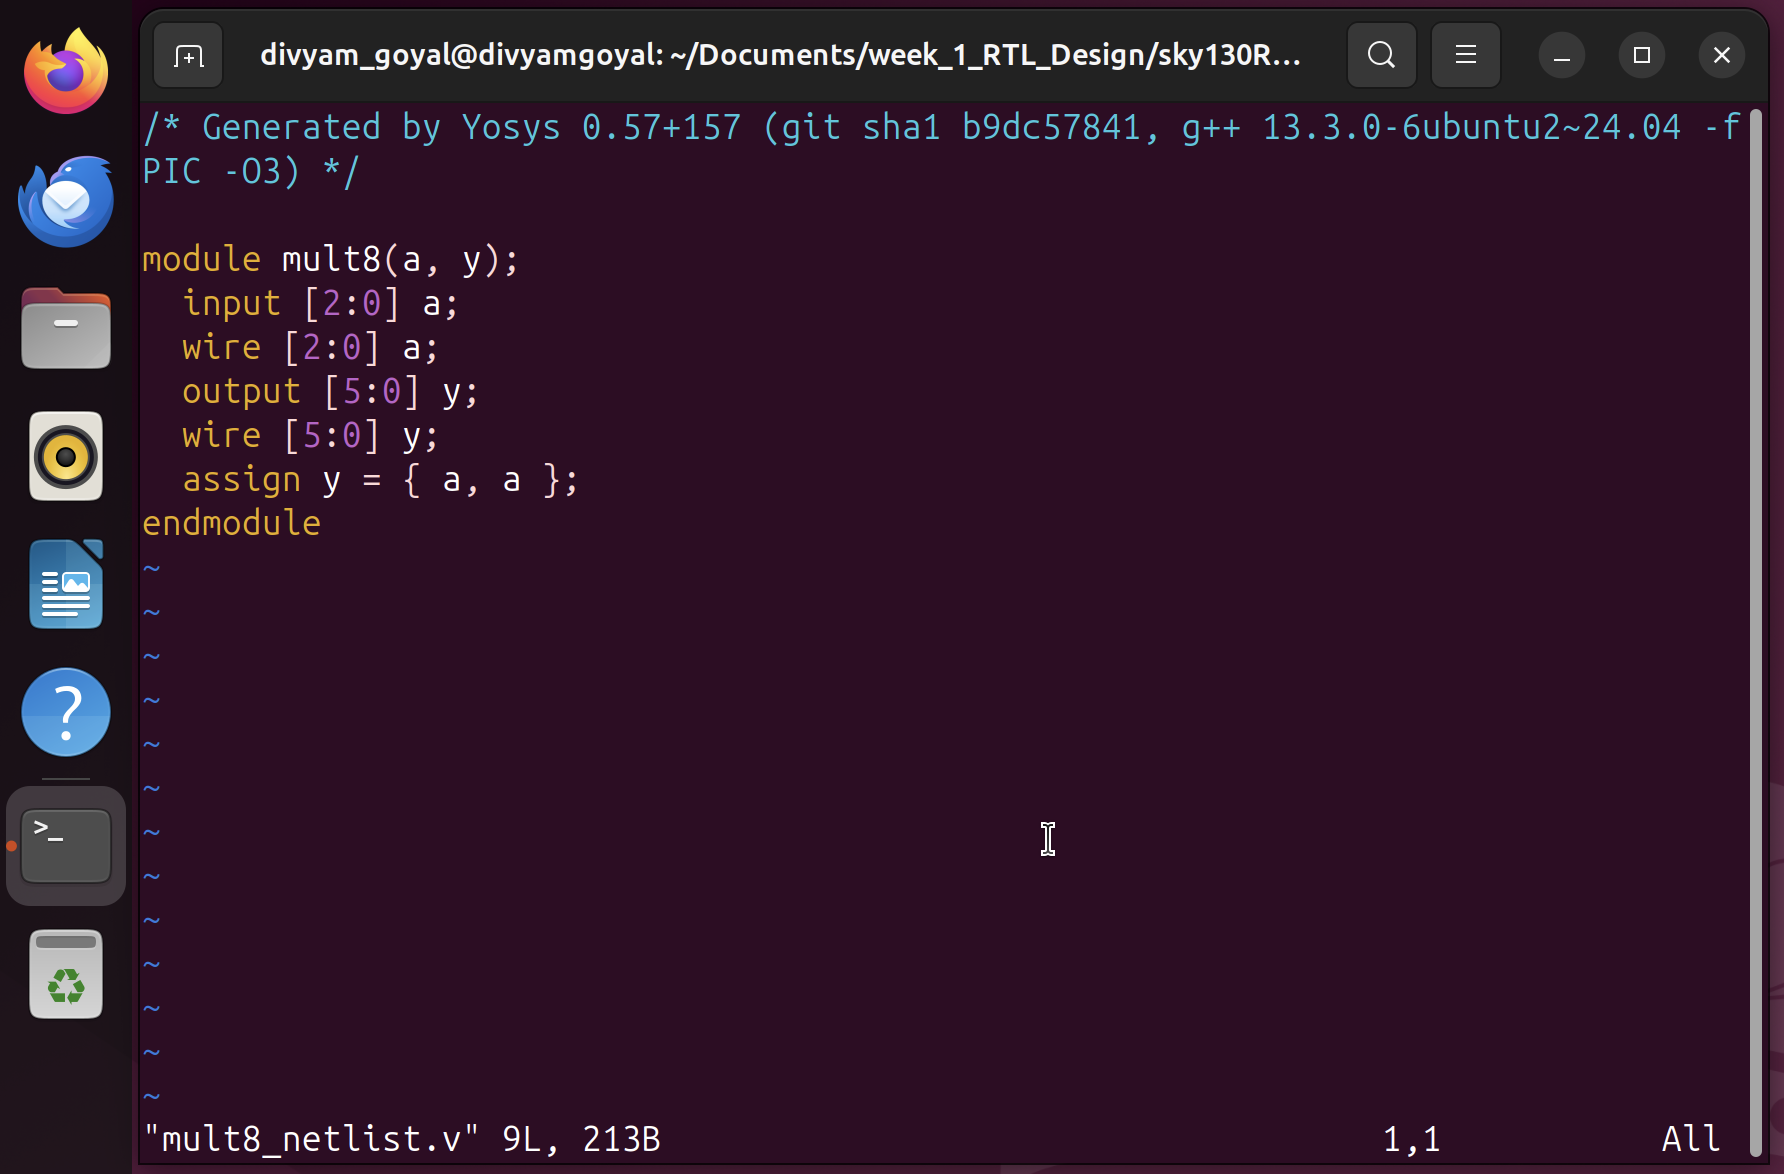 divyam_goyal@divyamgoyal: ~/Documents/week_1_RTL_Design/sky130R...
/* Generated by Yosys 0.57+157 (git sha1 b9dc57841, g++ 13.3.0-6ubuntu2~24.04 -f
PIC -O3) */
module mult8(a, y);
  input [2:0] a;
  wire [2:0] a;
  output [5:0] y;
  wire [5:0] y;
  assign y = { a, a };
endmodule
~
~
~
~
~
~
~
~
~
~
~
~
~
"mult8_netlist.v" 9L, 213B 1,1 All